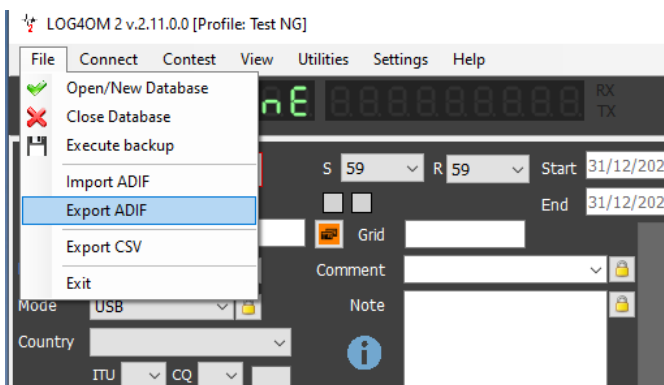 LOG4OM 2 v.2.11.0.0 [Profile: Test NG]
File Connect Contest View Utilities Settings Help
Open/New Database
nE
RX
TX
Close Database
Execute backup
S 59 R 59 Start 31/12/202
Import ADIF
Export ADIF
End 31/12/202
Grid
Export CSV
Comment
Exit
Mode USB
Note
Country
ITU CQ